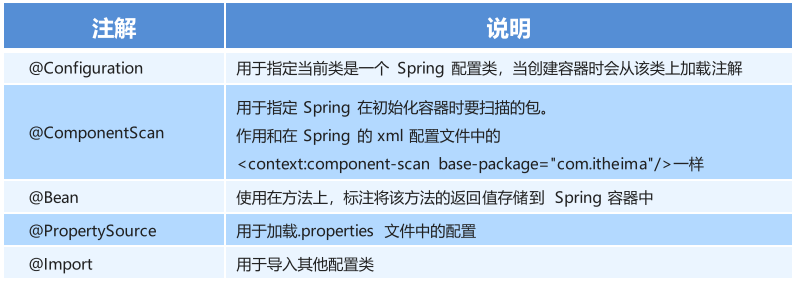 注解 说明
@Configuration 用于指定当前类是一个 Spring 配置类，当创建容器时会从该类上加载注解
@ComponentScan 用于指定 Spring 在初始化容器时要扫描的包。
作用和在 Spring 的 xml 配置文件中的
<context:component-scan base-package="com.itheima"/>一样
@Bean 使用在方法上，标注将该方法的返回值存储到 Spring 容器中
@PropertySource 用于加载.properties 文件中的配置
@Import 用于导入其他配置类